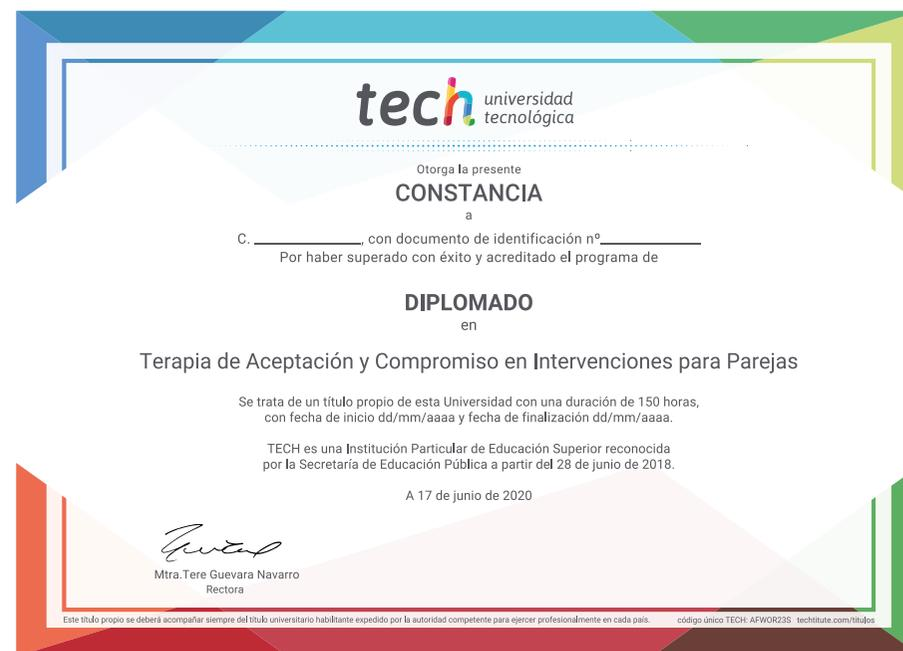 tech universidad
tecnológica
Otorga la presente
CONSTANCIA
a
C. ____________, con documento de identificación nº____________
Por haber superado con éxito y acreditado el programa de
DIPLOMADO
en
Terapia de Aceptación y Compromiso en Intervenciones para Parejas
Se trata de un título propio de esta Universidad con una duración de 150 horas,
con fecha de inicio dd/mm/aaaa y fecha de finalización dd/mm/aaaa.
TECH es una Institución Particular de Educación Superior reconocida
por la Secretaría de Educación Pública a partir del 28 de junio de 2018.
A 17 de junio de 2020
Mtra.Tere Guevara Navarro
Rectora
Este título propio se deberá acompañar siempre del título universitario habilitante expedido por la autoridad competente para ejercer profesionalmente en cada país. código único TECH: AFWOR23S techtitute.com/titulos